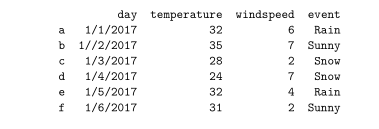 day temperature windspeed event
a 1/1/2017 32 6 Rain
b 1//2/2017 35 7 Sunny
c 1/3/2017 28 2 Snow
d 1/4/2017 24 7 Snow
e 1/5/2017 32 4 Rain
f 1/6/2017 31 2 Sunny